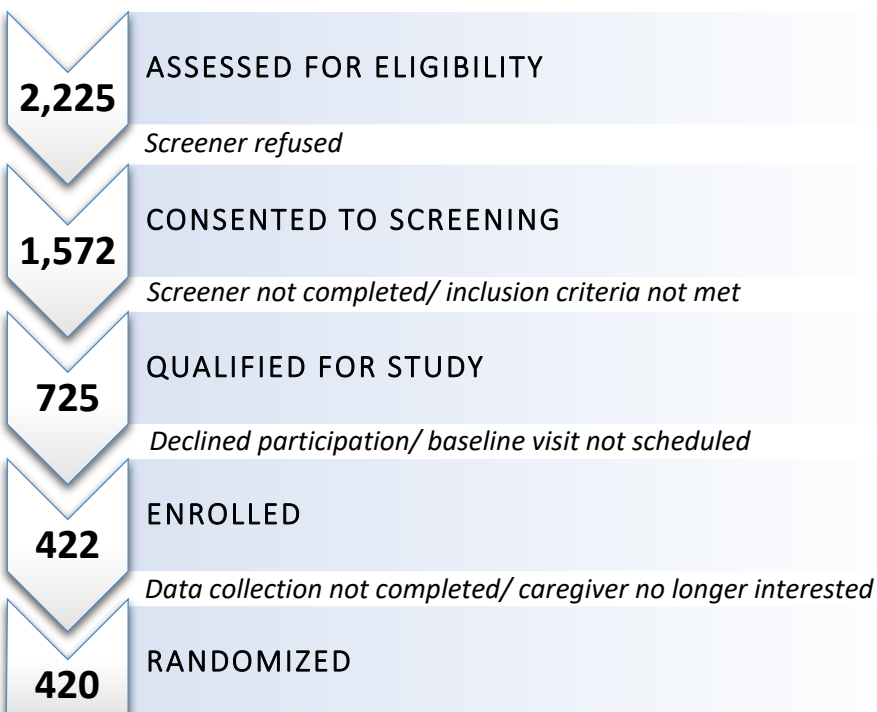 2,225
ASSESSED FOR ELIGIBILITY
Screener refused
1,572
CONSENTED TO SCREENING
Screener not completed/ inclusion criteria not met
725
QUALIFIED FOR STUDY
Declined participation/ baseline visit not scheduled
422
ENROLLED
Data collection not completed/ caregiver no longer interested
420
RANDOMIZED